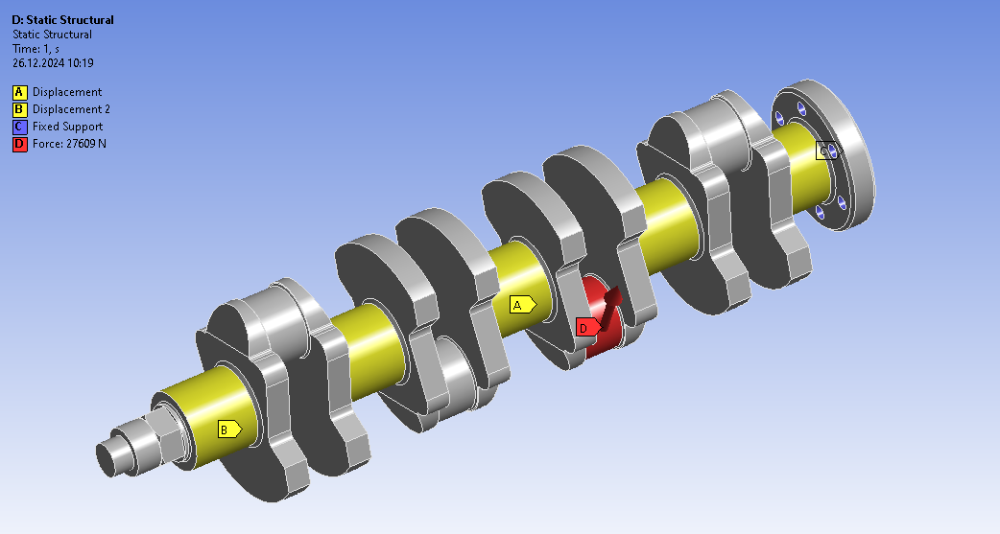 D: Static Structural
Static Structural
Time: 1, s
26.12.2024 10:19
A Displacement
B Displacement 2
C Fixed Support
D Force: 27609 N
C
A
D
B